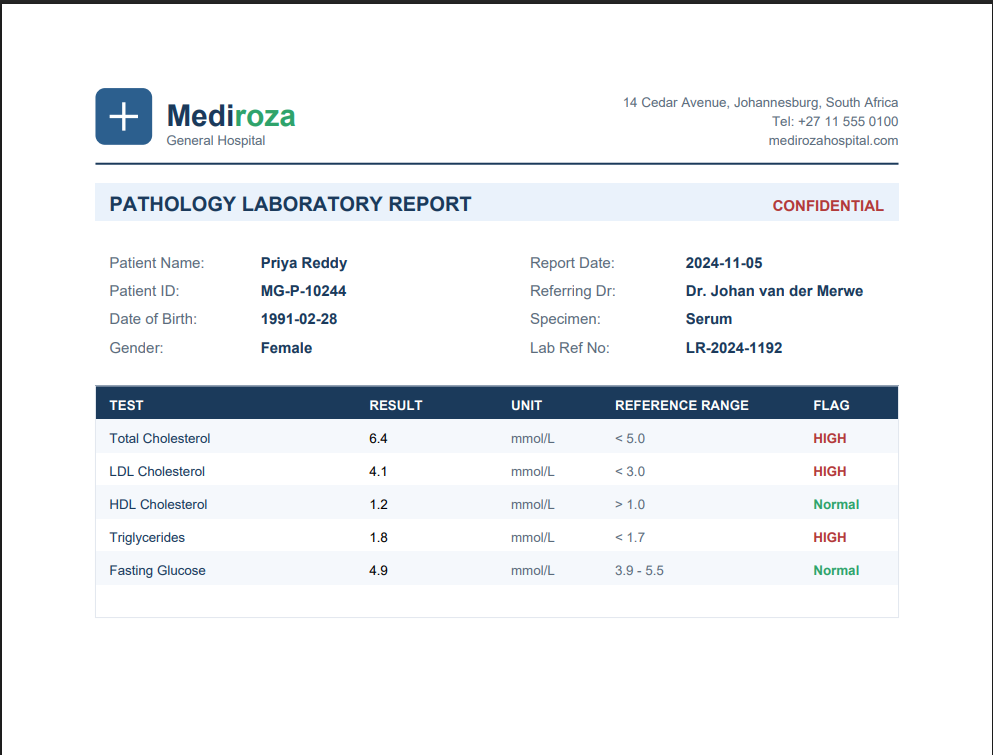 Mediroza
General Hospital
14 Cedar Avenue, Johannesburg, South Africa
Tel: +27 11 555 0100
medirozahospital.com
PATHOLOGY LABORATORY REPORT CONFIDENTIAL
Patient Name: Priya Reddy Report Date: 2024-11-05
Patient ID: MG-P-10244 Referring Dr: Dr. Johan van der Merwe
Date of Birth: 1991-02-28 Specimen: Serum
Gender: Female Lab Ref No: LR-2024-1192
TEST RESULT UNIT REFERENCE RANGE FLAG
Total Cholesterol 6.4 mmol/L < 5.0 HIGH
LDL Cholesterol 4.1 mmol/L < 3.0 HIGH
HDL Cholesterol 1.2 mmol/L > 1.0 Normal
Triglycerides 1.8 mmol/L < 1.7 HIGH
Fasting Glucose 4.9 mmol/L 3.9 - 5.5 Normal